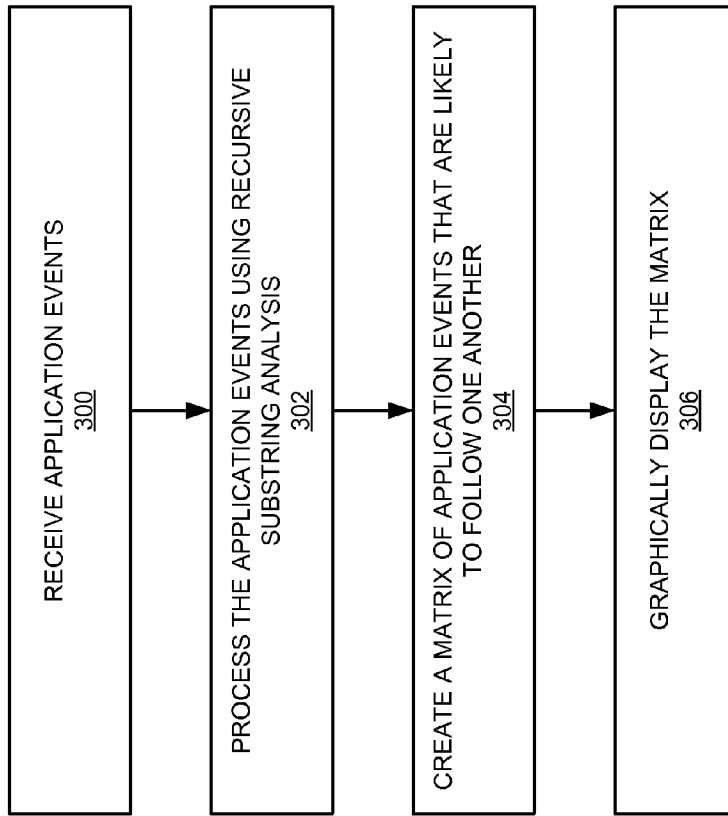 RECEIVE APPLICATION EVENTS
300
PROCESS THE APPLICATION EVENTS USING RECURSIVE
SUBSTRING ANALYSIS
302
CREATE A MATRIX OF APPLICATION EVENTS THAT ARE LIKELY
TO FOLLOW ONE ANOTHER
304
GRAPHICALLY DISPLAY THE MATRIX
306